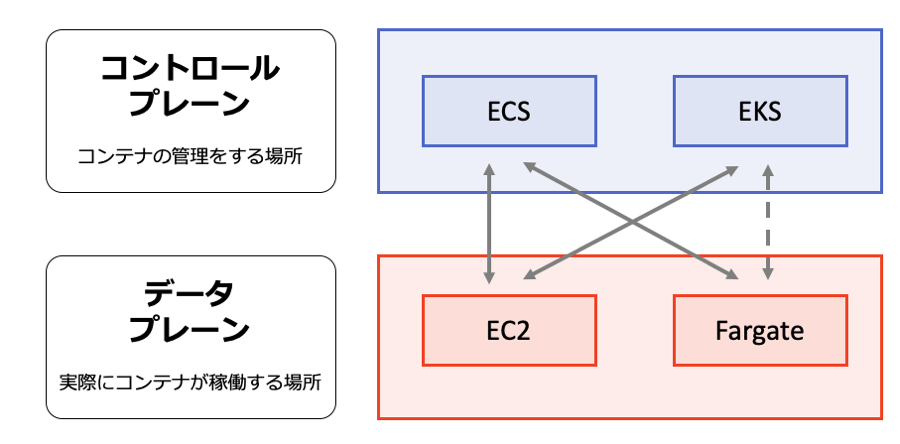 コントロール
プレーン
コンテナの管理をする場所
ECS
EKS
データ
プレーン
実際にコンテナが稼働する場所
EC2
Fargate